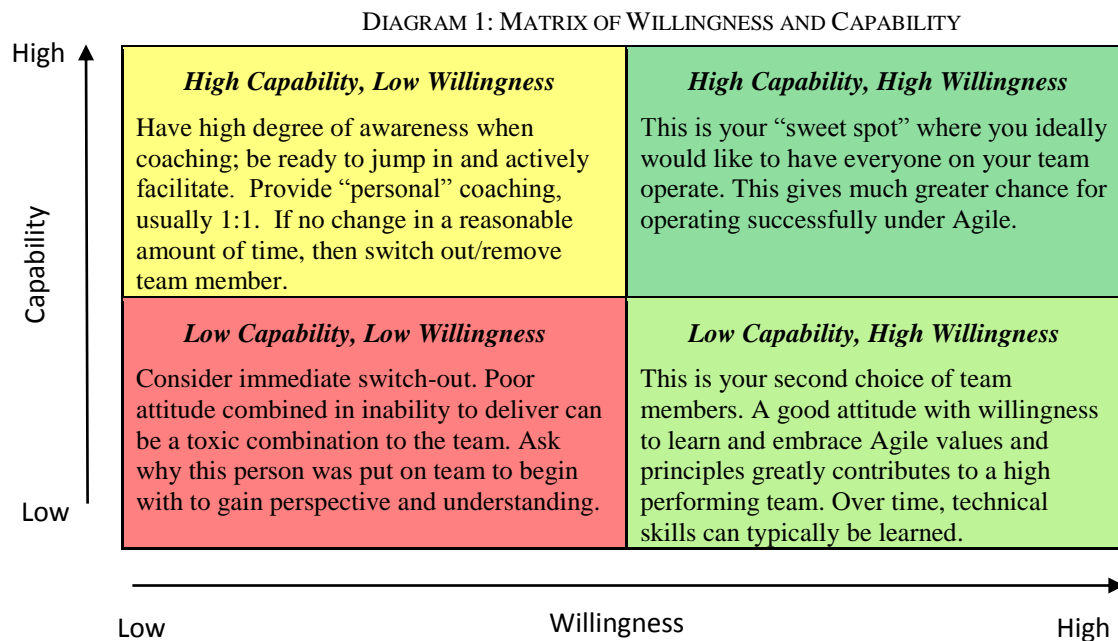 DIAGRAM 1: MATRIX OF WILLINGNESS AND CAPABILITY
High
Capability
Low
High Capability, Low Willingness
Have high degree of awareness when
coaching; be ready to jump in and actively
facilitate.  Provide “personal” coaching,
usually 1:1.  If no change in a reasonable
amount of time, then switch out/remove
team member.
High Capability, High Willingness
This is your “sweet spot” where you ideally
would like to have everyone on your team
operate. This gives much greater chance for
operating successfully under Agile.
Low Capability, Low Willingness
Consider immediate switch-out. Poor
attitude combined in inability to deliver can
be a toxic combination to the team. Ask
why this person was put on team to begin
with to gain perspective and understanding.
Low Capability, High Willingness
This is your second choice of team
members. A good attitude with willingness
to learn and embrace Agile values and
principles greatly contributes to a high
performing team. Over time, technical
skills can typically be learned.
Low
Willingness
High